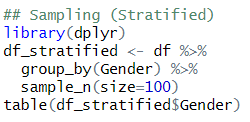 ## Sampling (Stratified)
library(dplyr)
df_stratified <- df %>%
  group_by(Gender) %>%
  sample_n(size=100)
table(df_stratified$Gender)